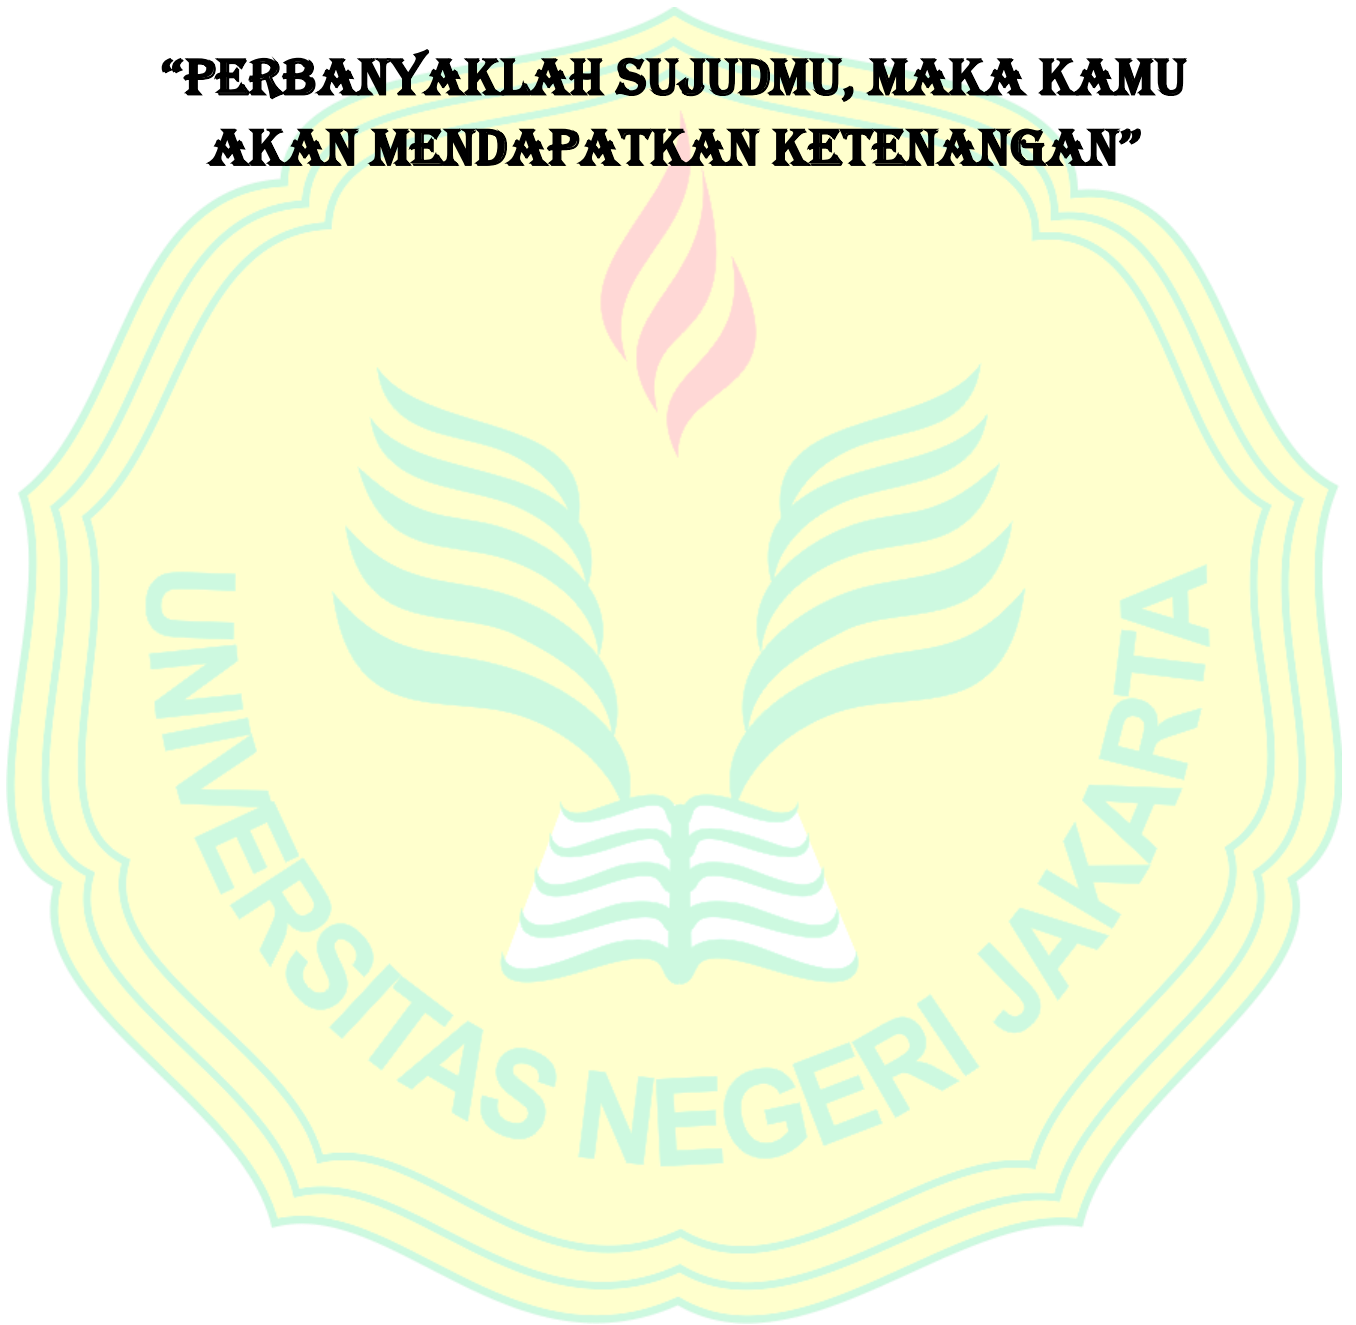 “PERBANYAKLAH SUJUDMU, MAKA KAMU
AKAN MENDAPATKAN KETENANGAN”
UNIVERSITAS NEGERI JAKARTA